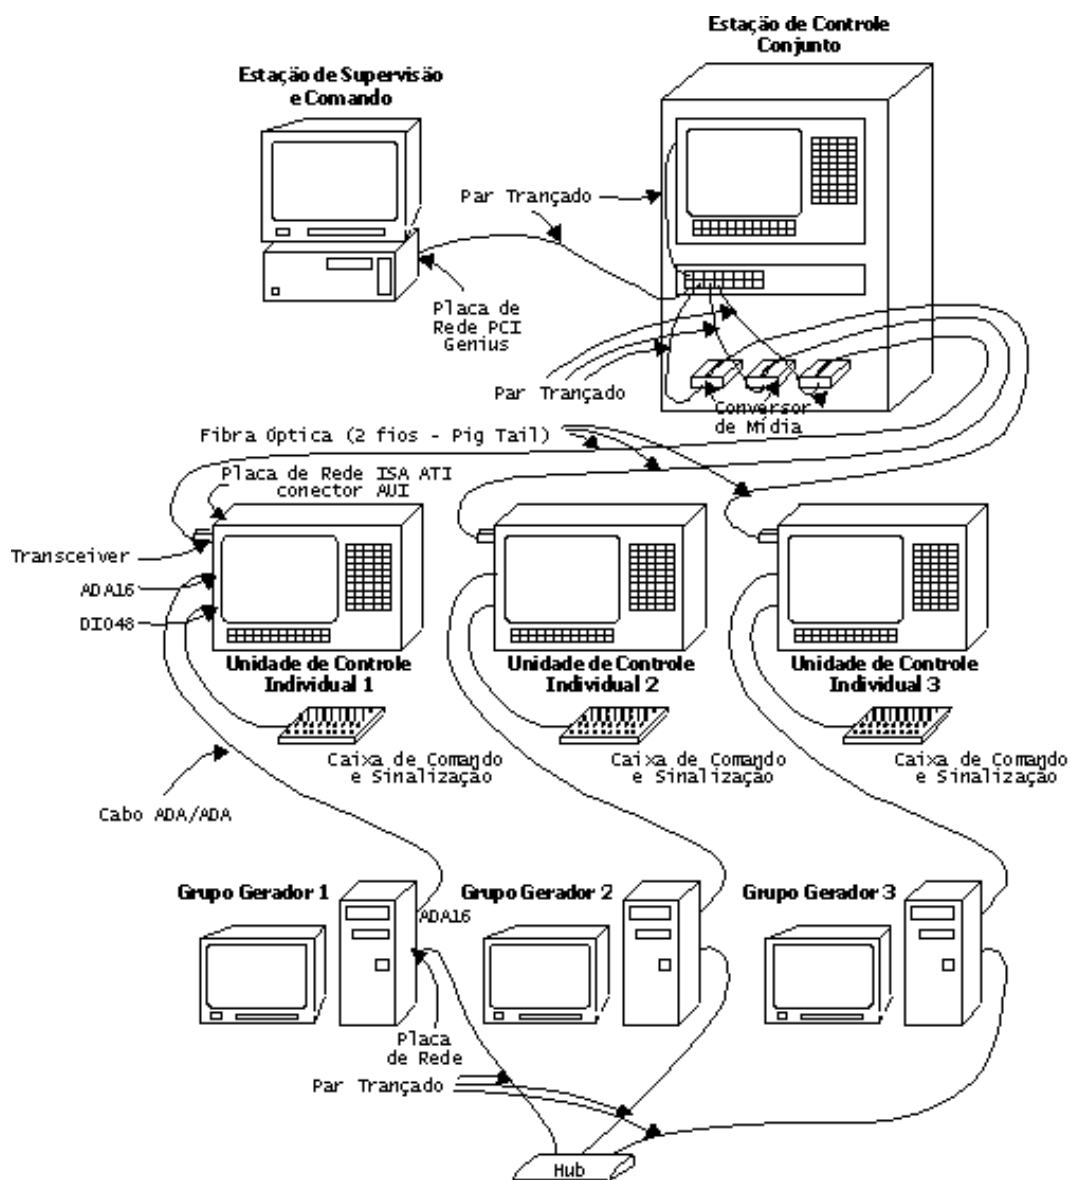 Estação de Controle
Conjunto
Estação de Supervisão
e Comando
Par Trançado
Placa de
Rede PCI
Genius
Par Trançado
Conversor
de Mídia
Fibra Óptica (2 fios - Pig Tail)
Placa de Rede ISA ATI
conector AUI
Transceiver
ADA16
DIO48
Unidade de Controle
Individual 1
Unidade de Controle
Individual 2
Unidade de Controle
Individual 3
Caixa de Comando
e Sinalização
Caixa de Comando
e Sinalização
Caixa de Comando
e Sinalização
Cabo ADA/ADA
Grupo Gerador 1
Grupo Gerador 2
Grupo Gerador 3
ADA16
Placa
de Rede
Par Trançado
Hub